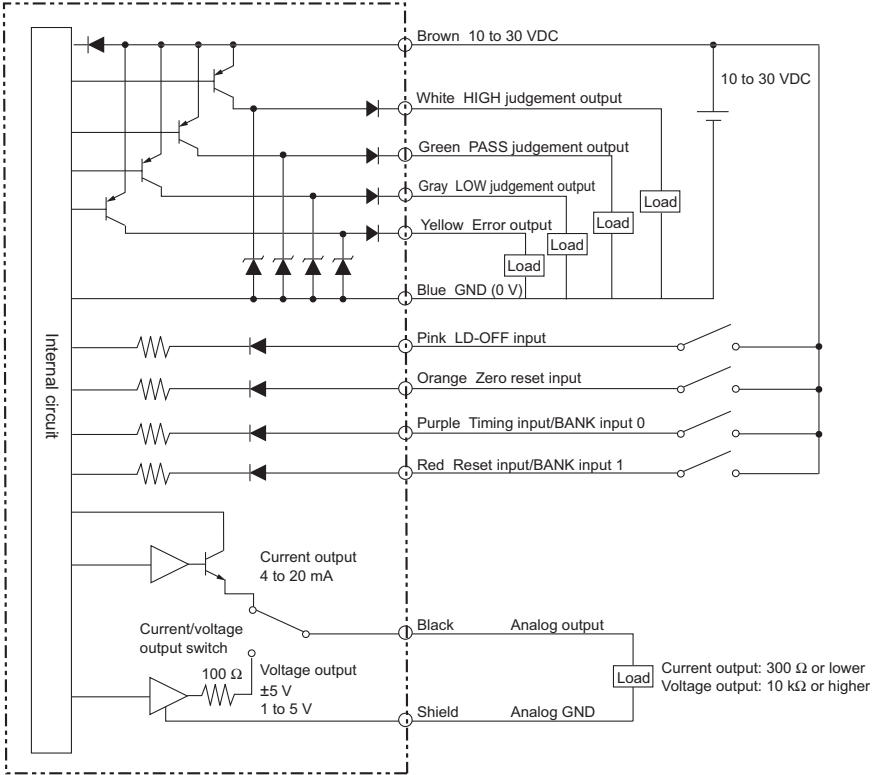 Brown 10 to 30 VDC
10 to 30 VDC
White HIGH judgement output
Green PASS judgement output
Gray LOW judgement output
Load
Load
Yellow Error output
Load
Load
Blue GND (0 V)
Internal circuit
Pink LD-OFF input
Orange Zero reset input
Purple Timing input/BANK input 0
Red Reset input/BANK input 1
Current output
4 to 20 mA
Current/voltage
output switch
Black Analog output
100 Ω
Voltage output
±5 V
1 to 5 V
Load
Current output: 300 Ω or lower
Voltage output: 10 kΩ or higher
Shield Analog GND